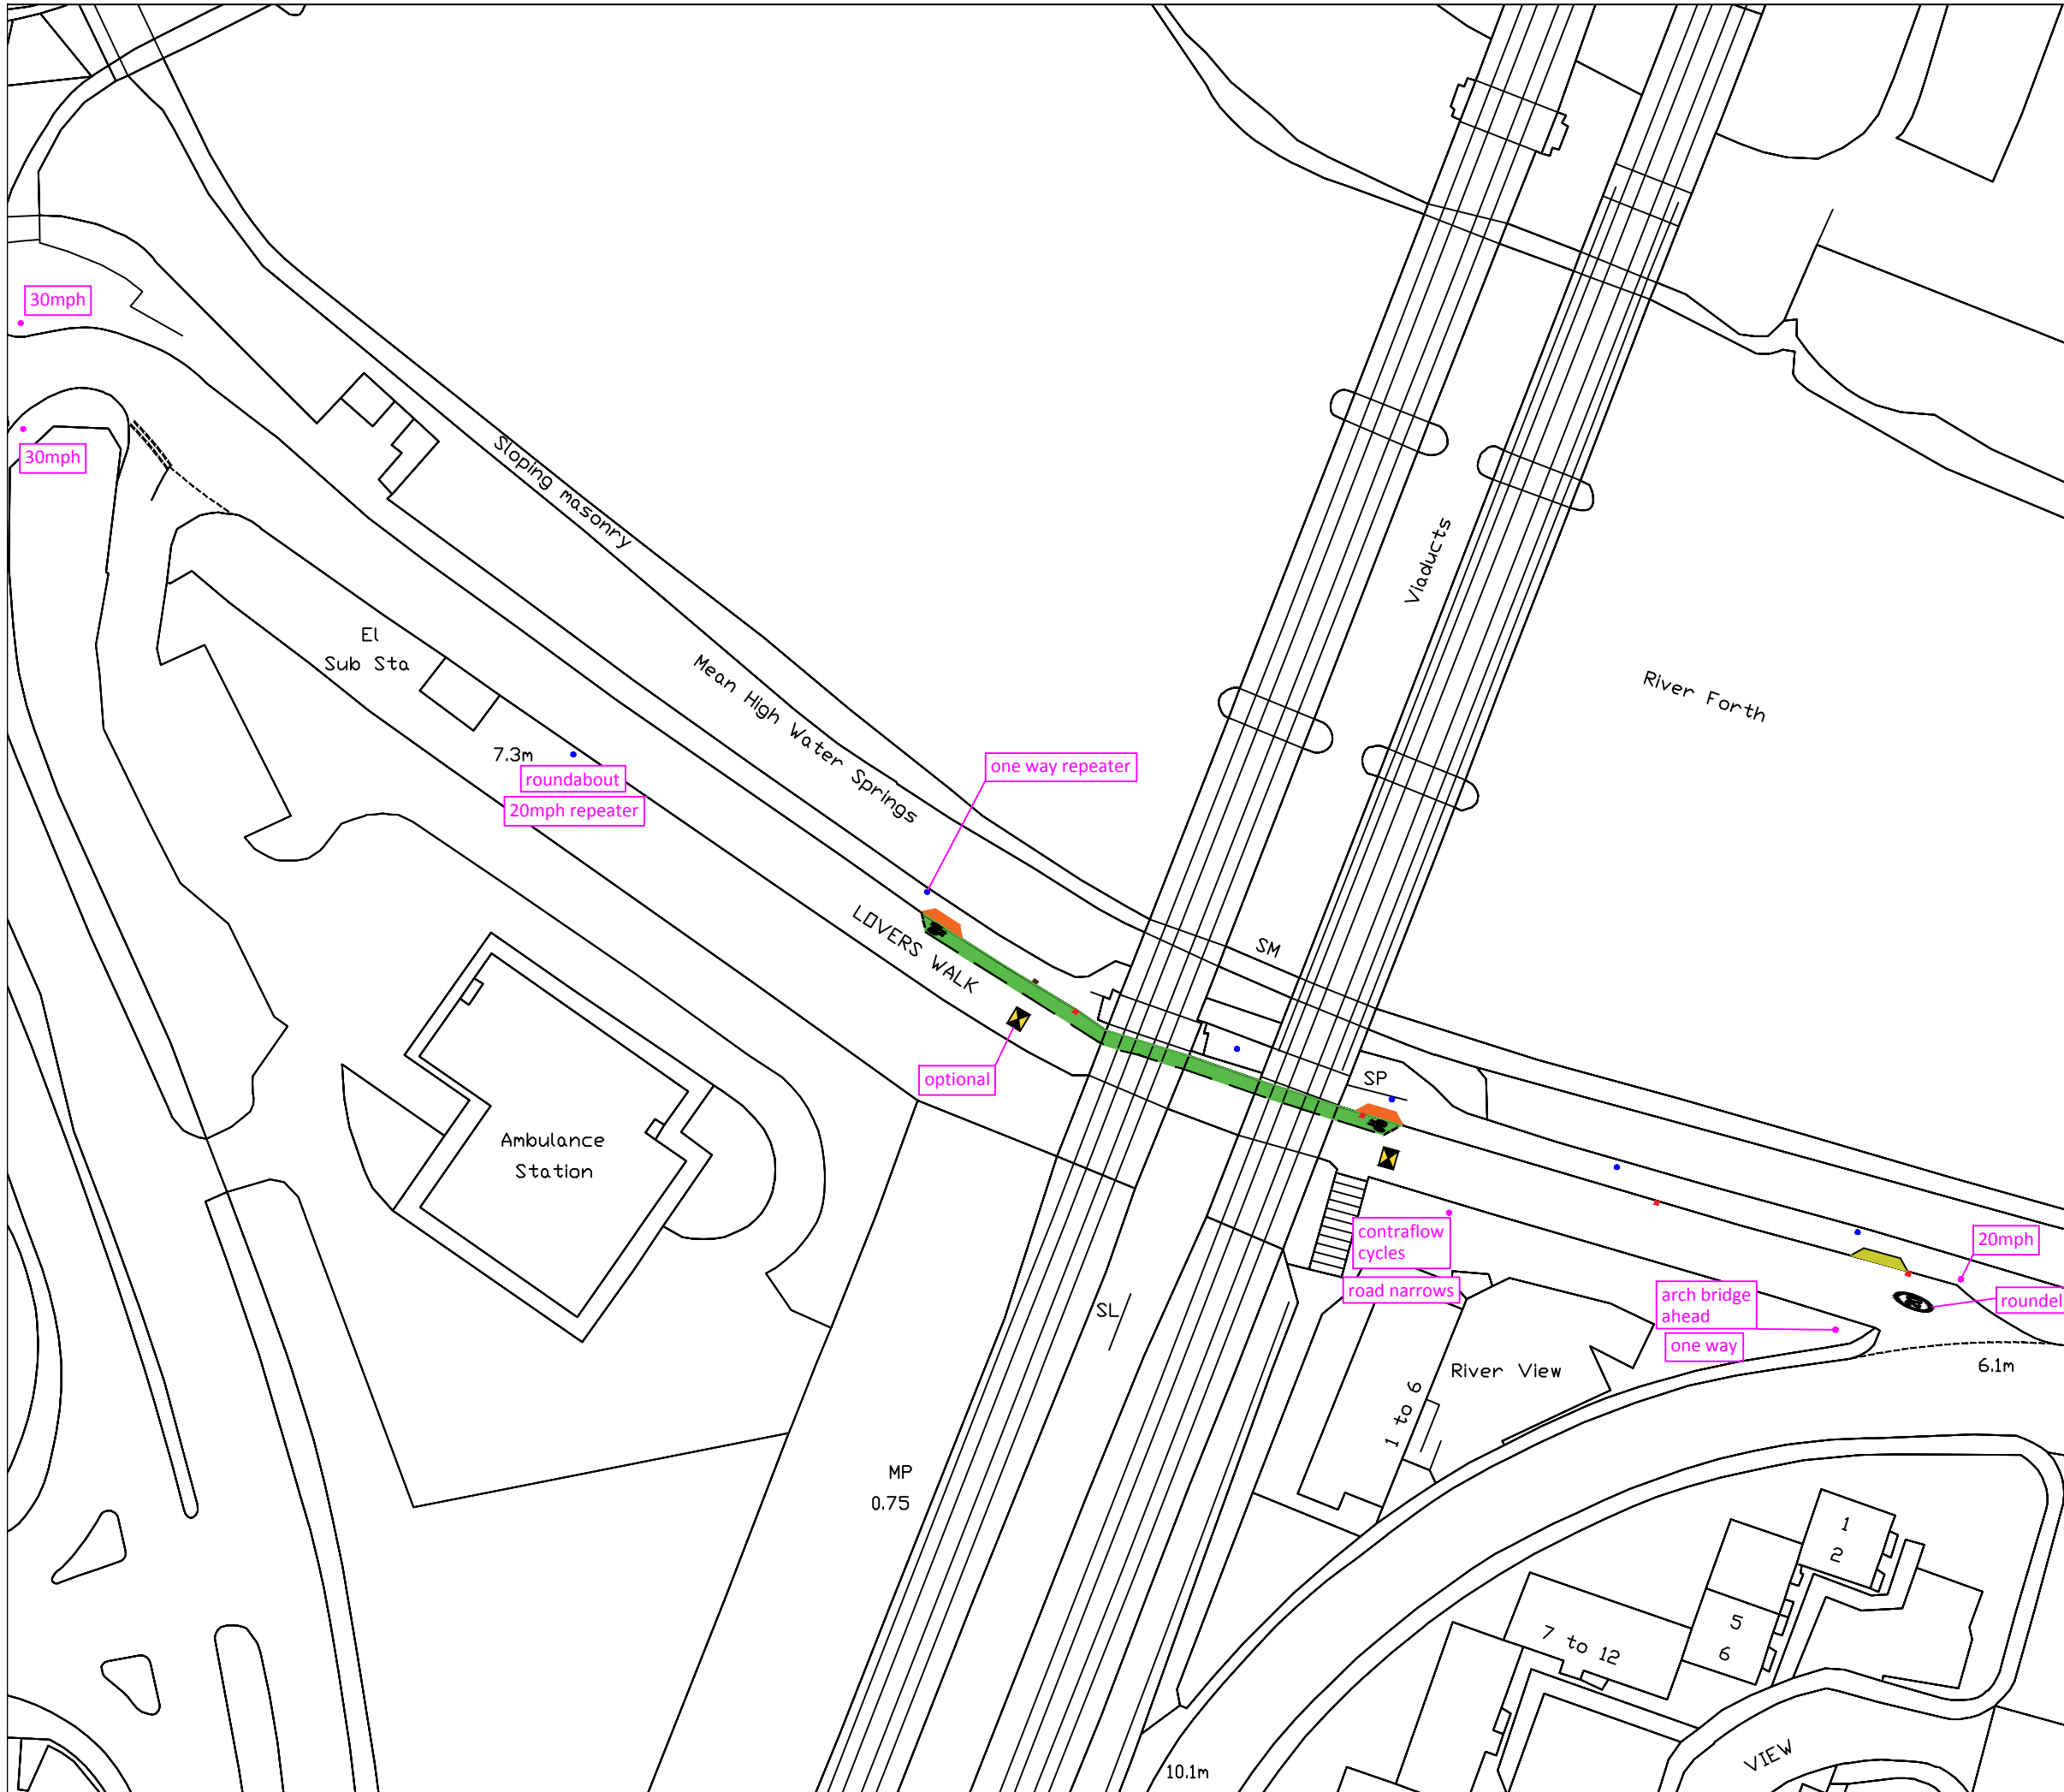 30mph
30mph
Sloping masonry
El
Sub Sta
7.3m
roundabout
20mph repeater
Mean High Water Springs
one way repeater
Viaducts
River Forth
LOVERS WALK
optional
SM
SP
Ambulance
Station
contraflow
cycles
road narrows
20mph
roundel
arch bridge
ahead
one way
6.1m
SL
River View
1 to 6
MP
0.75
1
2
5
6
7 to 12
VIEW
10.1m